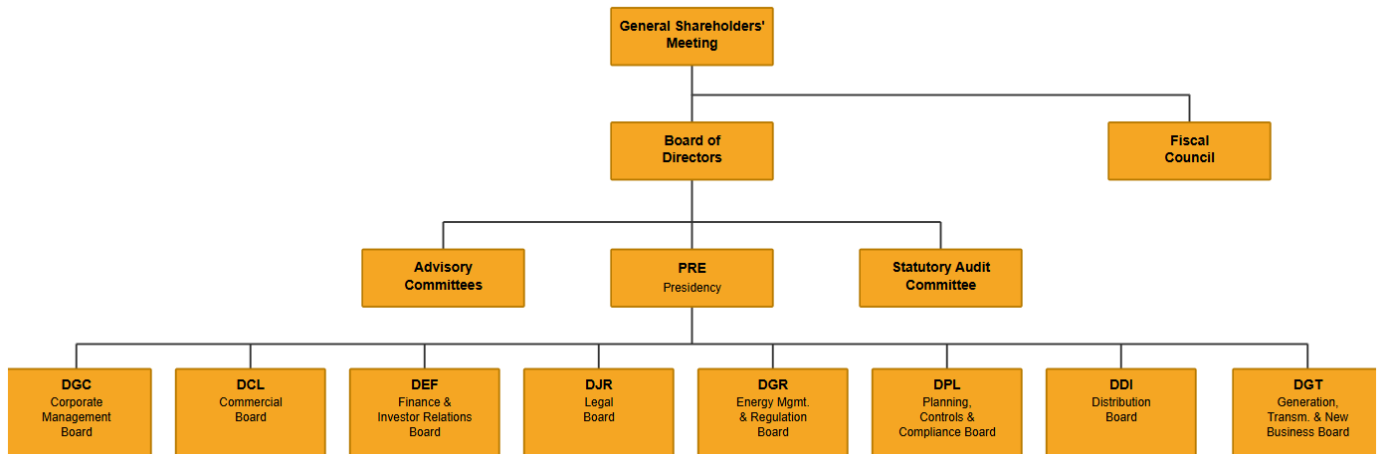 General Shareholders'
Meeting
Board of
Directors
Fiscal
Council
Advisory
Committees
PRE
Presidency
Statutory Audit
Committee
DGC
Corporate
Management
Board
DCL
Commercial
Board
DEF
Finance &
Investor Relations
Board
DJR
Legal
Board
DGR
Energy Mgmt.
& Regulation
Board
DPL
Planning,
Controls &
Compliance Board
DDI
Distribution
Board
DGT
Generation,
Transm. & New
Business Board